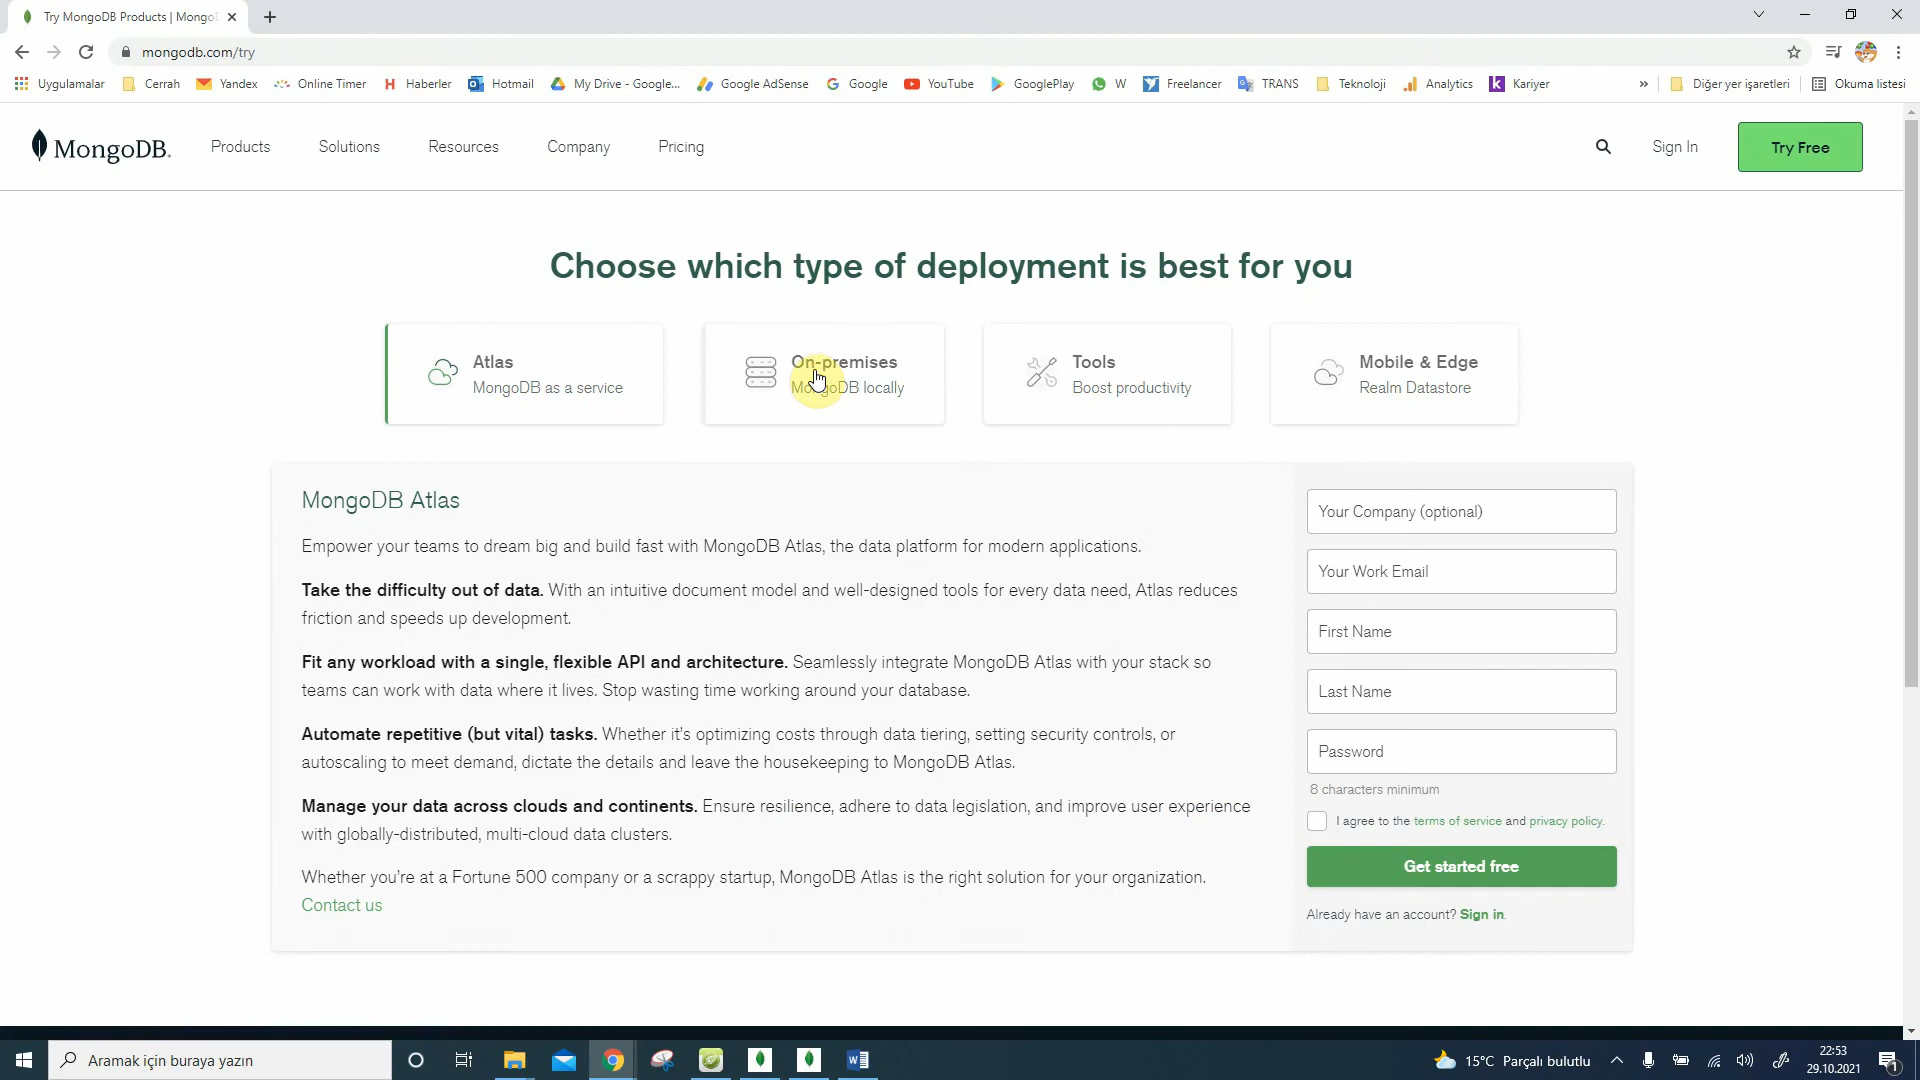 Try MongoDB Products | Mongo
mongodb.com/try
Uygulamalar Cerrah Yandex Online Timer Haberler Hotmail My Drive - Google... Google AdSense Google YouTube GooglePlay W Freelancer TRANS Teknoloji Analytics Kariyer » Diğer yer işaretleri Okuma listesi
MongoDB. Products Solutions Resources Company Pricing Sign In Try Free
Choose which type of deployment is best for you
Atlas
MongoDB as a service
On-premises
MongoDB locally
Tools
Boost productivity
Mobile & Edge
Realm Datastore
MongoDB Atlas
Empower your teams to dream big and build fast with MongoDB Atlas, the data platform for modern applications.
Take the difficulty out of data. With an intuitive document model and well-designed tools for every data need, Atlas reduces
friction and speeds up development.
Fit any workload with a single, flexible API and architecture. Seamlessly integrate MongoDB Atlas with your stack so
teams can work with data where it lives. Stop wasting time working around your database.
Automate repetitive (but vital) tasks. Whether it's optimizing costs through data tiering, setting security controls, or
autoscaling to meet demand, dictate the details and leave the housekeeping to MongoDB Atlas.
Manage your data across clouds and continents. Ensure resilience, adhere to data legislation, and improve user experience
with globally-distributed, multi-cloud data clusters.
Whether you're at a Fortune 500 company or a scrappy startup, MongoDB Atlas is the right solution for your organization.
Contact us
Your Company (optional)
Your Work Email
First Name
Last Name
Password
8 characters minimum
I agree to the terms of service and privacy policy.
Get started free
Already have an account? Sign in.
Aramak için buraya yazın
15°C Parçalı bulutlu
22:53
29.10.2021
1